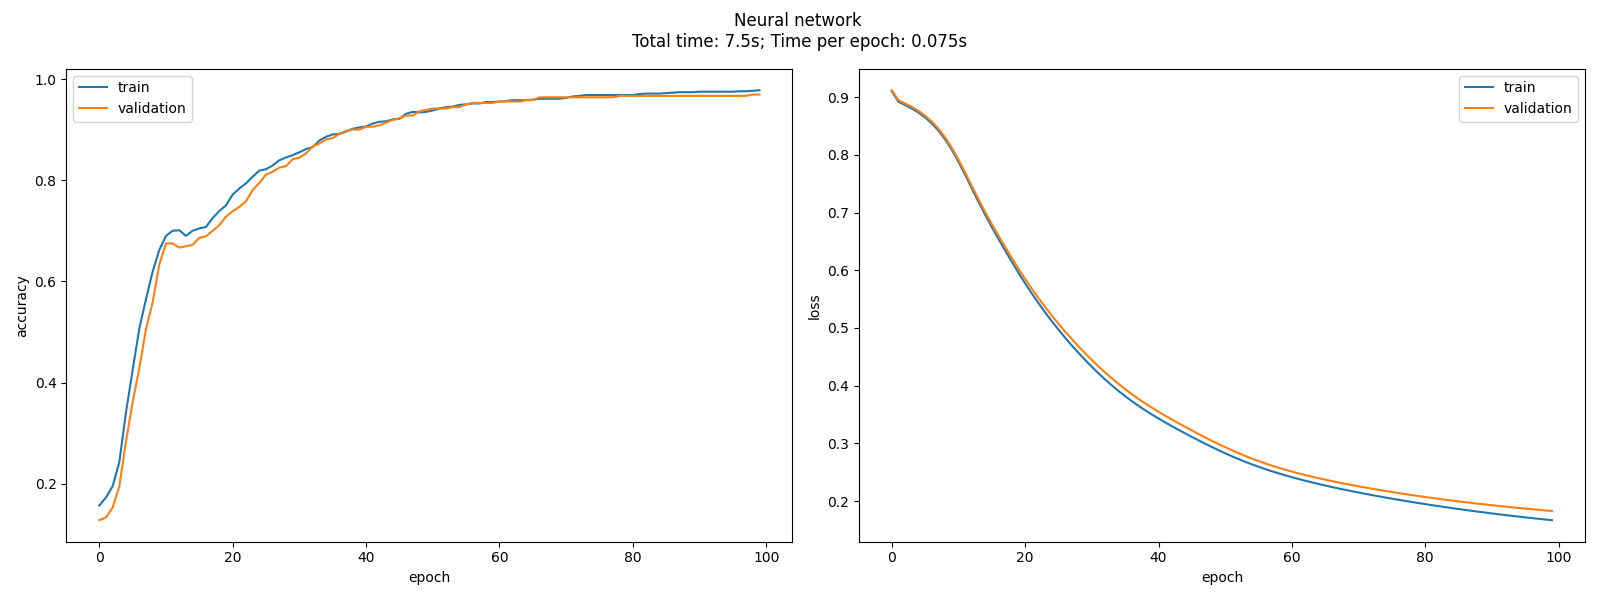 Neural network
Total time: 7.5s; Time per epoch: 0.075s
train
validation
1.0
0.8
0.6
0.4
0.2
accuracy
0
20
40
60
80
100
epoch
train
validation
0.9
0.8
0.7
0.6
0.5
0.4
0.3
0.2
loss
0
20
40
60
80
100
epoch